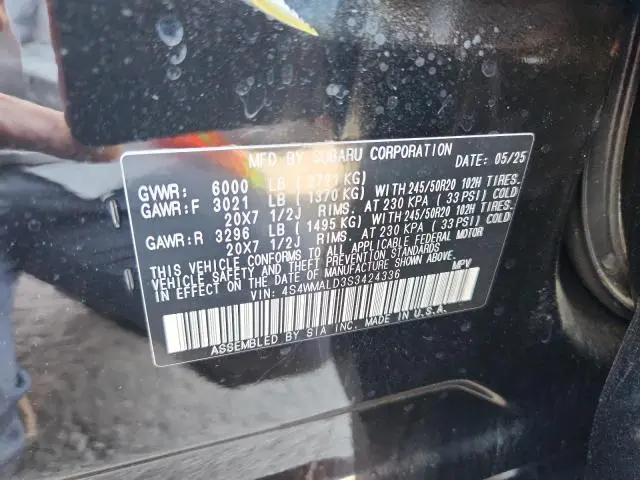 MFD BY SUBARU CORPORATION DATE: 05/25
GVWR: 6000 LB ( KG)
GAWR:F 3021 LB ( 1370 KG) WITH 245/50R20 102H TIRES,
20X7 1/2J RIMS, AT 230 KPA ( 33 PSI) COLD
GAWR:R 3296 LB ( 1495 KG) WITH 245/50R20 102H TIRES,
20X7 1/2J RIMS, AT 230 KPA ( 33 PSI) COLD
THIS VEHICLE CONFORMS TO ALL APPLICABLE FEDERAL MOTOR
VEHICLE SAFETY AND THEFT PREVENTION STANDARDS
IN EFFECT ON THE DATE OF MANUFACTURE SHOWN ABOVE.
VIN: 4S4WMALD3S3424336 MPV
ASSEMBLED BY SIA INC. MADE IN U.S.A.